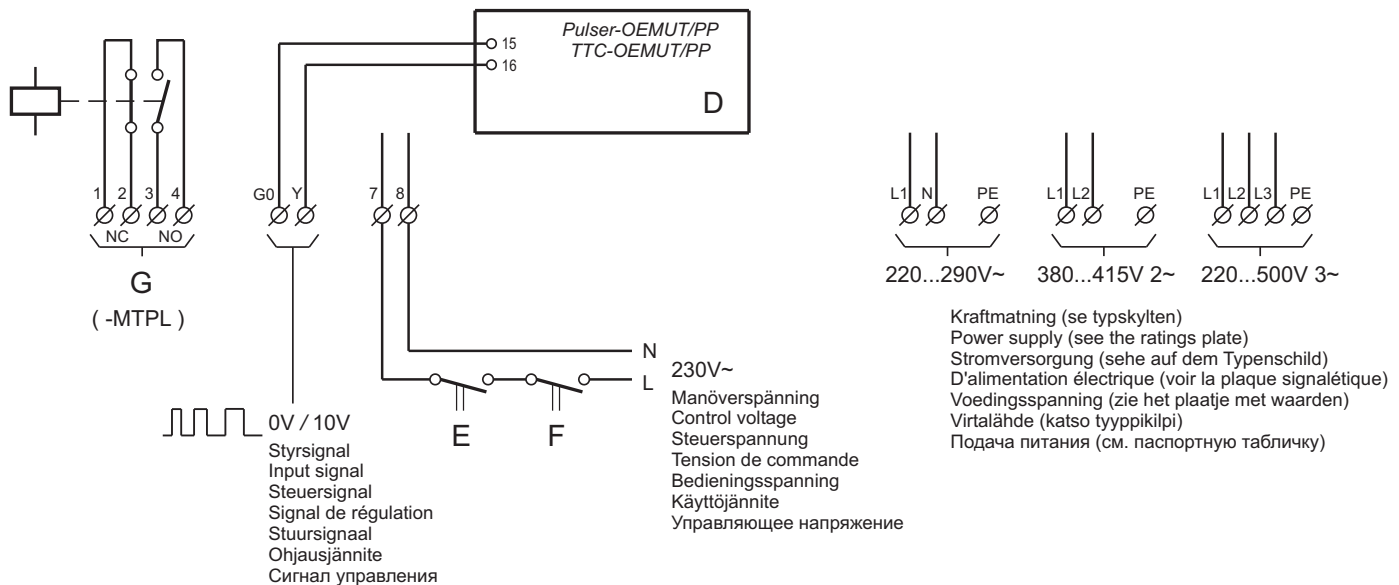 Pulser-OEMUT/PP
TTC-OEMUT/PP
15
16
D
1 2 3 4
NC NO
G
( -MTPL )
G0 Y
7 8
0V / 10V
Styrsignal
Input signal
Steuersignal
Signal de régulation
Stuursignaal
Ohjausjännite
Сигнал управления
E F
N
L
230V~
Manöverspänning
Control voltage
Steuerspannung
Tension de commande
Bedieningsspanning
Käyttöjännite
Управляющее напряжение
L1 N PE
220...290V~
L1 L2 PE
380...415V 2~
L1 L2 L3 PE
220...500V 3~
Kraftmatning (se typskylten)
Power supply (see the ratings plate)
Stromversorgung (sehe auf dem Typenschild)
D'alimentation électrique (voir la plaque signalétique)
Voedingsspanning (zie het plaatje met waarden)
Virtalähde (katso tyyppikilpi)
Подача питания (см. паспортную табличку)